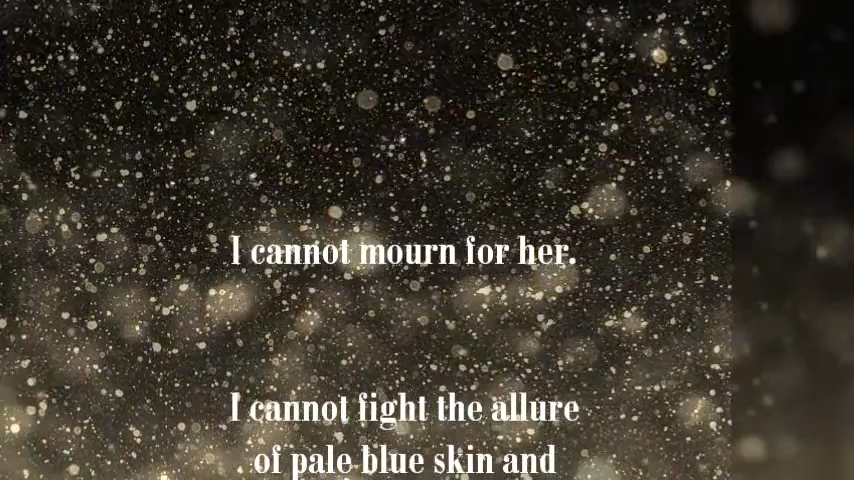 I cannot mourn for her.
I cannot fight the allure
of pale blue skin and